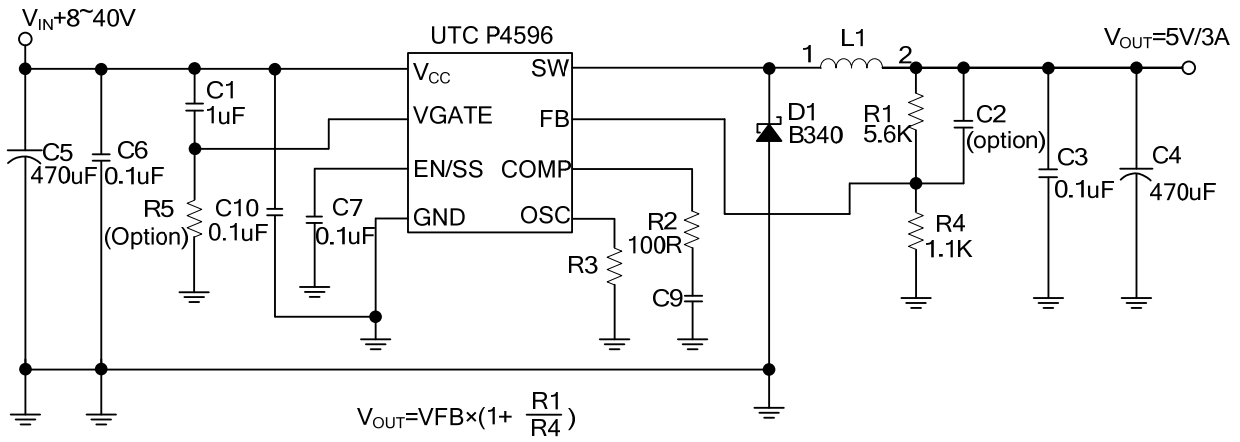 VIN+8~40V
UTC P4596
VOUT=5V/3A
L1
1
2
VCC
SW
C1
1uF
VGATE
FB
D1
B340
R1
5.6K
C2
(option)
C5
470uF
C6
0.1uF
EN/SS
COMP
C3
0.1uF
C4
470uF
R5
(Option)
C10
0.1uF
C7
0.1uF
GND
OSC
R2
100R
R4
1.1K
R3
C9
VOUT=VFB×(1+ R1/R4)